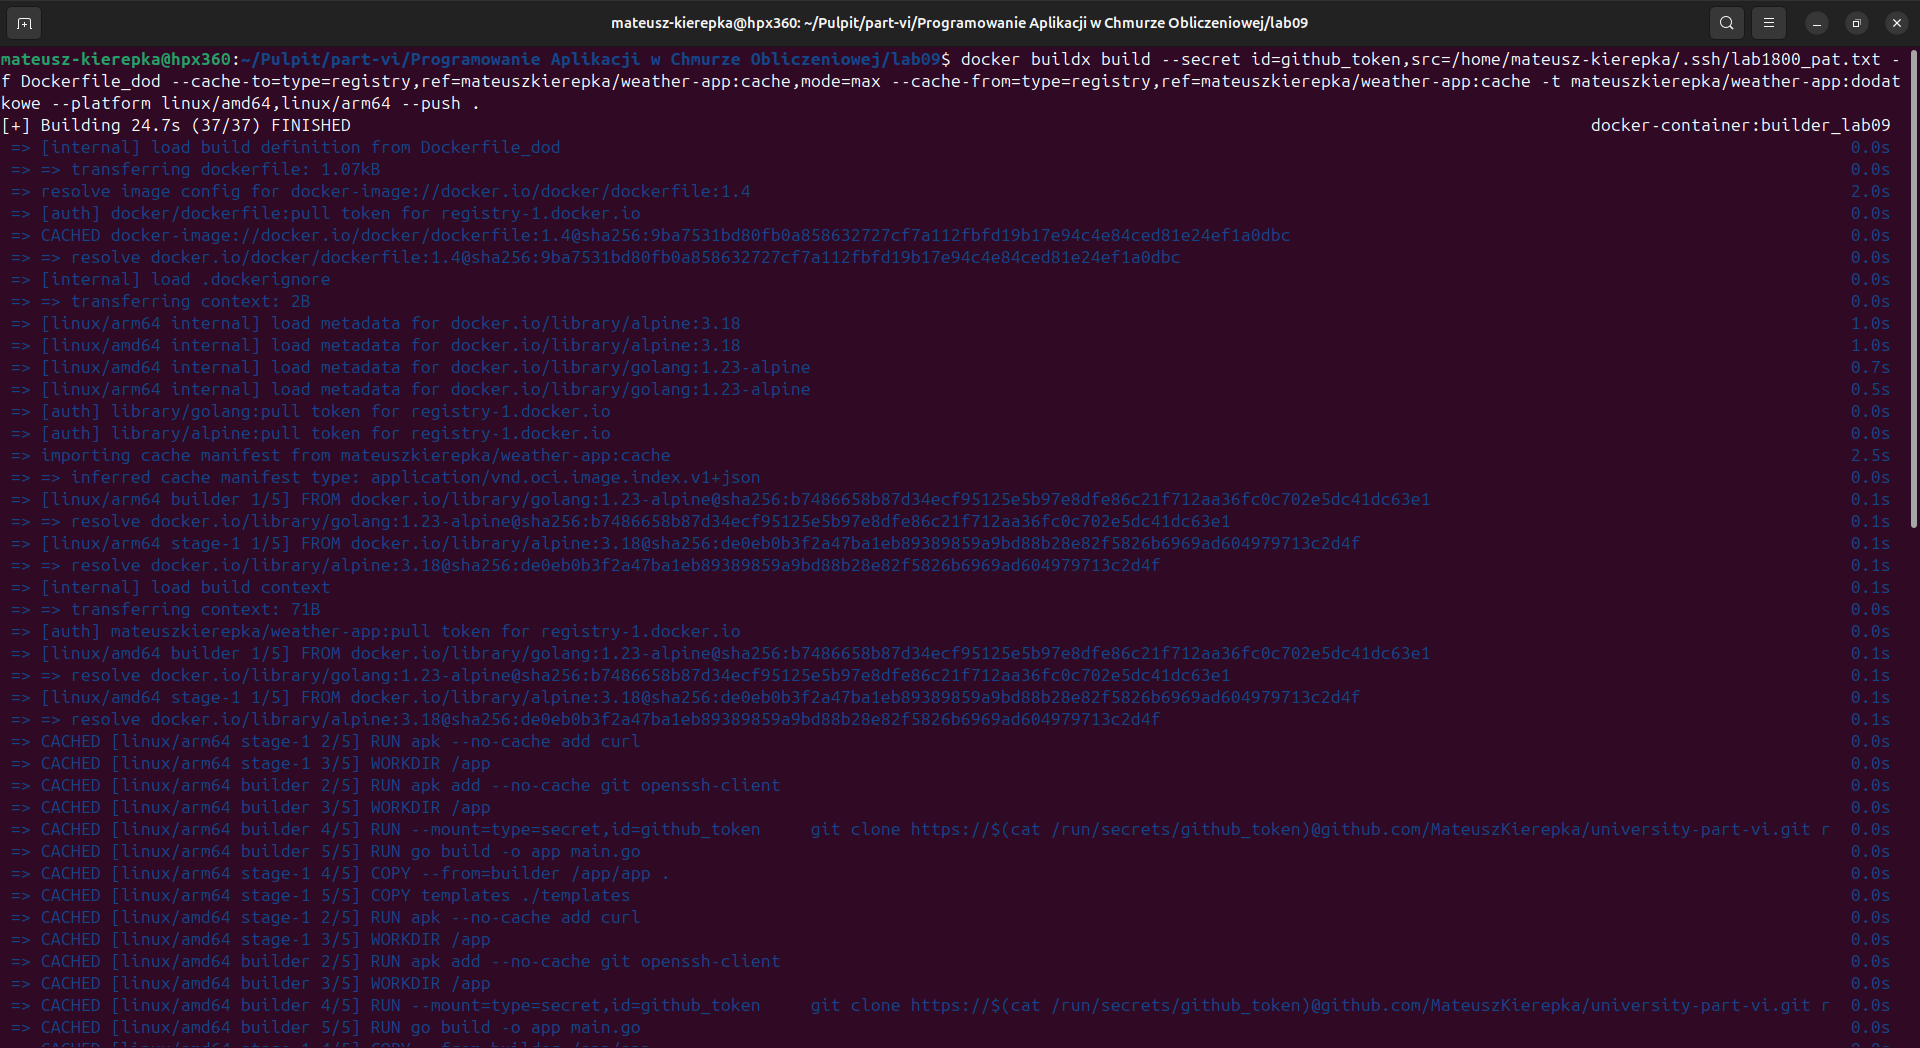 mateusz-kierepka@hpx360: ~/Pulpit/part-vi/Programowanie Aplikacji w Chmurze Obliczeniowej/lab09
mateusz-kierepka@hpx360:~/Pulpit/part-vi/Programowanie Aplikacji w Chmurze Obliczeniowej/lab09$ docker buildx build --secret id=github_token,src=/home/mateusz-kierepka/.ssh/lab1800_pat.txt -
f Dockerfile_dod --cache-to=type=registry,ref=mateuszkierepka/weather-app:cache,mode=max --cache-from=type=registry,ref=mateuszkierepka/weather-app:cache -t mateuszkierepka/weather-app:dodat
kowe --platform linux/amd64,linux/arm64 --push .
[+] Building 24.7s (37/37) FINISHED docker-container:builder_lab09
=> [internal] load build definition from Dockerfile_dod 0.0s
=> => transferring dockerfile: 1.07kB 0.0s
=> resolve image config for docker-image://docker.io/docker/dockerfile:1.4 2.0s
=> [auth] docker/dockerfile:pull token for registry-1.docker.io 0.0s
=> CACHED docker-image://docker.io/docker/dockerfile:1.4@sha256:9ba7531bd80fb0a858632727cf7a112fbfd19b17e94c4e84ced81e24ef1a0dbc 0.0s
=> => resolve docker.io/docker/dockerfile:1.4@sha256:9ba7531bd80fb0a858632727cf7a112fbfd19b17e94c4e84ced81e24ef1a0dbc 0.0s
=> [internal] load .dockerignore 0.0s
=> => transferring context: 2B 0.0s
=> [linux/arm64 internal] load metadata for docker.io/library/alpine:3.18 1.0s
=> [linux/amd64 internal] load metadata for docker.io/library/alpine:3.18 1.0s
=> [linux/amd64 internal] load metadata for docker.io/library/golang:1.23-alpine 0.7s
=> [linux/arm64 internal] load metadata for docker.io/library/golang:1.23-alpine 0.5s
=> [auth] library/golang:pull token for registry-1.docker.io 0.0s
=> [auth] library/alpine:pull token for registry-1.docker.io 0.0s
=> importing cache manifest from mateuszkierepka/weather-app:cache 2.5s
=> => inferred cache manifest type: application/vnd.oci.image.index.v1+json 0.0s
=> [linux/arm64 builder 1/5] FROM docker.io/library/golang:1.23-alpine@sha256:b7486658b87d34ecf95125e5b97e8dfe86c21f712aa36fc0c702e5dc41dc63e1 0.1s
=> => resolve docker.io/library/golang:1.23-alpine@sha256:b7486658b87d34ecf95125e5b97e8dfe86c21f712aa36fc0c702e5dc41dc63e1 0.1s
=> [linux/arm64 stage-1 1/5] FROM docker.io/library/alpine:3.18@sha256:de0eb0b3f2a47ba1eb89389859a9bd88b28e82f5826b6969ad604979713c2d4f 0.1s
=> => resolve docker.io/library/alpine:3.18@sha256:de0eb0b3f2a47ba1eb89389859a9bd88b28e82f5826b6969ad604979713c2d4f 0.1s
=> [internal] load build context 0.1s
=> => transferring context: 71B 0.0s
=> [auth] mateuszkierepka/weather-app:pull token for registry-1.docker.io 0.0s
=> [linux/amd64 builder 1/5] FROM docker.io/library/golang:1.23-alpine@sha256:b7486658b87d34ecf95125e5b97e8dfe86c21f712aa36fc0c702e5dc41dc63e1 0.1s
=> => resolve docker.io/library/golang:1.23-alpine@sha256:b7486658b87d34ecf95125e5b97e8dfe86c21f712aa36fc0c702e5dc41dc63e1 0.1s
=> [linux/amd64 stage-1 1/5] FROM docker.io/library/alpine:3.18@sha256:de0eb0b3f2a47ba1eb89389859a9bd88b28e82f5826b6969ad604979713c2d4f 0.1s
=> => resolve docker.io/library/alpine:3.18@sha256:de0eb0b3f2a47ba1eb89389859a9bd88b28e82f5826b6969ad604979713c2d4f 0.1s
=> CACHED [linux/arm64 stage-1 2/5] RUN apk --no-cache add curl 0.0s
=> CACHED [linux/arm64 stage-1 3/5] WORKDIR /app 0.0s
=> CACHED [linux/arm64 builder 2/5] RUN apk add --no-cache git openssh-client 0.0s
=> CACHED [linux/arm64 builder 3/5] WORKDIR /app 0.0s
=> CACHED [linux/arm64 builder 4/5] RUN --mount=type=secret,id=github_token     git clone https://$(cat /run/secrets/github_token)@github.com/MateuszKierepka/university-part-vi.git r 0.0s
=> CACHED [linux/arm64 builder 5/5] RUN go build -o app main.go 0.0s
=> CACHED [linux/arm64 stage-1 4/5] COPY --from=builder /app/app . 0.0s
=> CACHED [linux/arm64 stage-1 5/5] COPY templates ./templates 0.0s
=> CACHED [linux/amd64 stage-1 2/5] RUN apk --no-cache add curl 0.0s
=> CACHED [linux/amd64 stage-1 3/5] WORKDIR /app 0.0s
=> CACHED [linux/amd64 builder 2/5] RUN apk add --no-cache git openssh-client 0.0s
=> CACHED [linux/amd64 builder 3/5] WORKDIR /app 0.0s
=> CACHED [linux/amd64 builder 4/5] RUN --mount=type=secret,id=github_token     git clone https://$(cat /run/secrets/github_token)@github.com/MateuszKierepka/university-part-vi.git r 0.0s
=> CACHED [linux/amd64 builder 5/5] RUN go build -o app main.go 0.0s
=> CACHED [linux/amd64 stage-1 4/5] COPY --from=builder /app/app . 0.0s